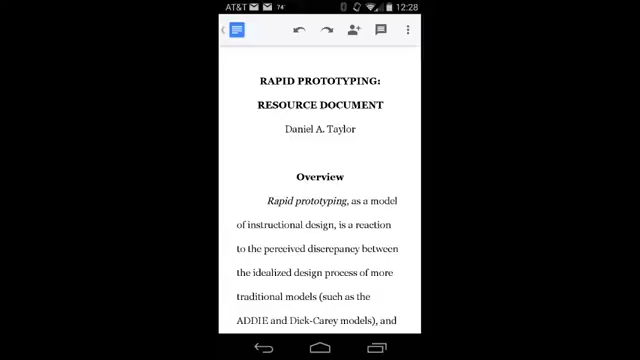 AT&T 74° 12:28
RAPID PROTOTYPING:
RESOURCE DOCUMENT
Daniel A. Taylor
Overview
Rapid prototyping, as a model
of instructional design, is a reaction
to the perceived discrepancy between
the idealized design process of more
traditional models (such as the
ADDIE and Dick-Carey models), and